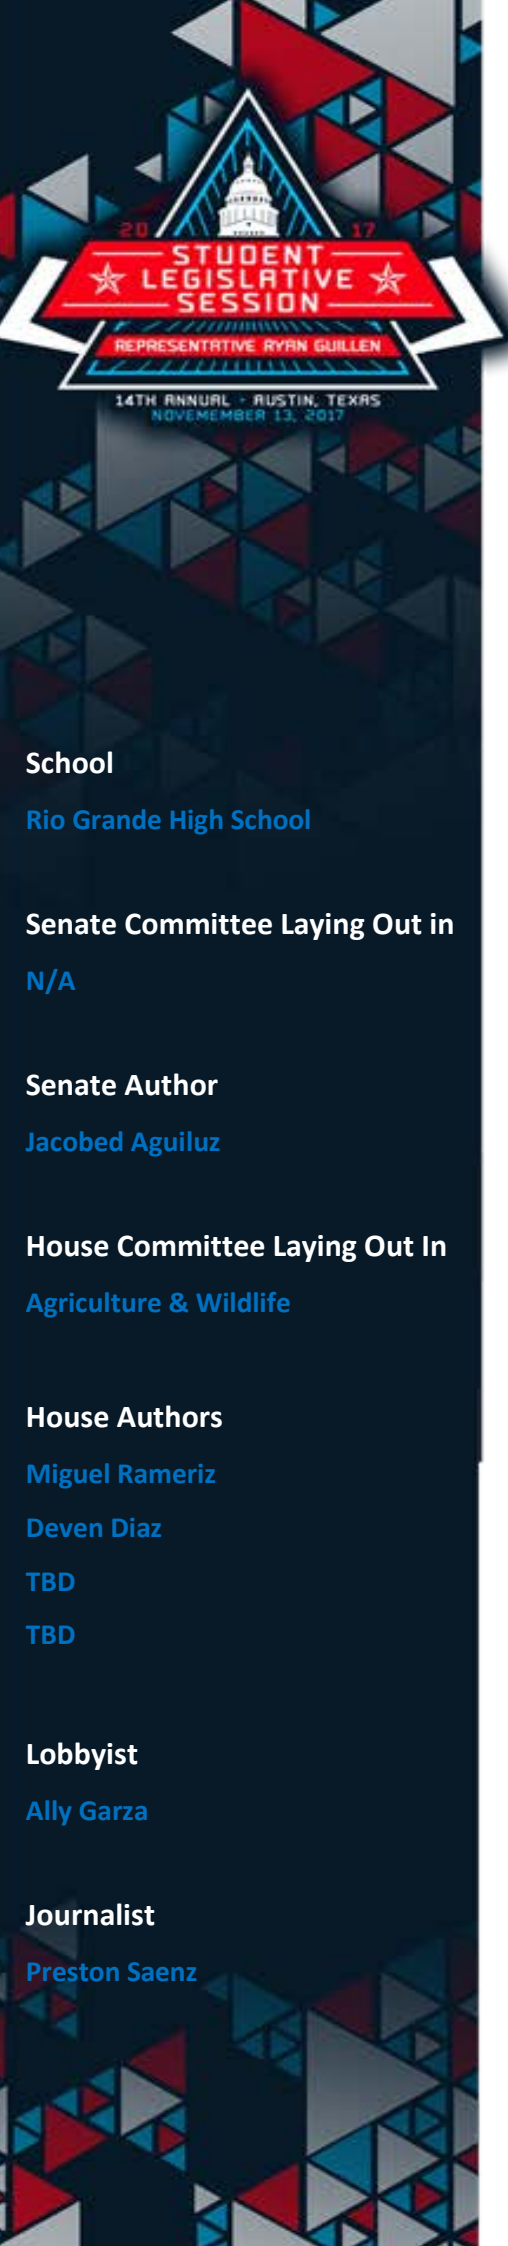 20 17
STUDENT
LEGISLATIVE
SESSION
REPRESENTATIVE RYAN GUILLEN
14TH ANNUAL - AUSTIN, TEXAS
NOVEMEMBER 13, 2017
School
Rio Grande High School
Senate Committee Laying Out in
N/A
Senate Author
Jacobed Aguiluz
House Committee Laying Out In
Agriculture & Wildlife
House Authors
Miguel Rameriz
Deven Diaz
TBD
TBD
Lobbyist
Ally Garza
Journalist
Preston Saenz